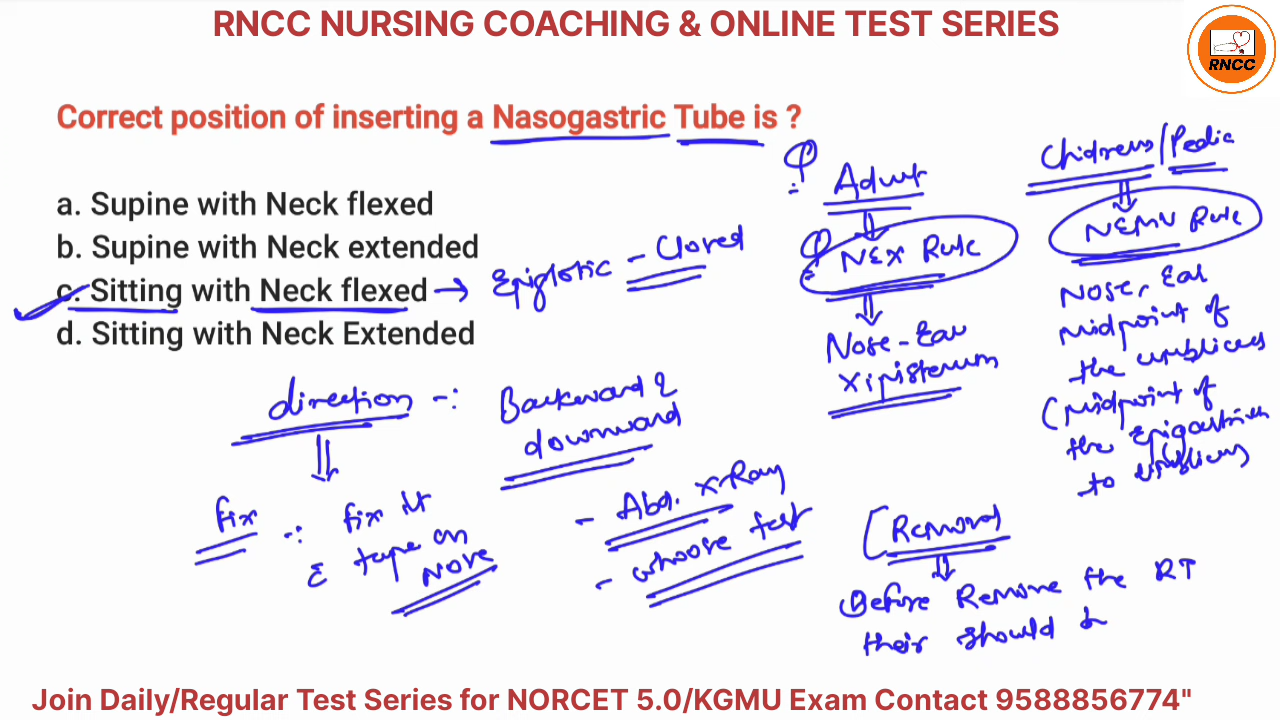 RNCC NURSING COACHING & ONLINE TEST SERIES
RNCC
Correct position of inserting a Nasogastric Tube is ?
a. Supine with Neck flexed
b. Supine with Neck extended
c. Sitting with Neck flexed → Epiglotic - Closed
d. Sitting with Neck Extended
Adult
NEX Rule
Nose - Ear
Xipisternum
Children/Pedia
NEMU Rule
Nose, Ear
midpoint of
the umblicus
(midpoint of
the Epigastrium
to umblicus
direction -: Backward &
downward
fix -: fix it
& tape on
Nose
- Abd. x-Ray
- whoose test
[Removal
Before Remove the RT
their should b
Join Daily/Regular Test Series for NORCET 5.0/KGMU Exam Contact 9588856774"